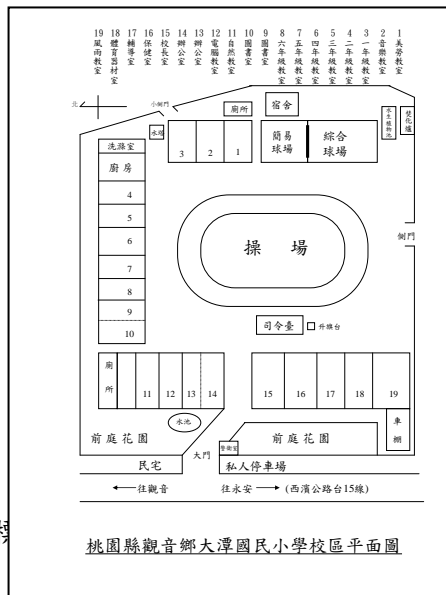 1 美勞教室
2 音樂教室
3 一年級教室
4 二年級教室
5 三年級教室
6 四年級教室
7 五年級教室
8 六年級教室
9 圖書室
10 圖書室
11 自然教室
12 電腦教室
13 辦公室
14 辦公室
15 校長室
16 保健室
17 輔導室
18 體育器材室
19 風雨教室
北
小側門
水塔
廁所
宿舍
水生植物池
焚化爐
洗滌室
廚房
3
2
1
簡易球場
綜合球場
4
5
6
7
8
9
10
操場
側門
司令臺
升旗台
廁所
11
12
13
14
15
16
17
18
19
水池
車棚
前庭花園
大門
警衛室
前庭花園
民宅
私人停車場
←往觀音
往永安→
(西濱公路台15線)
桃園縣觀音鄉大潭國民小學校區平面圖